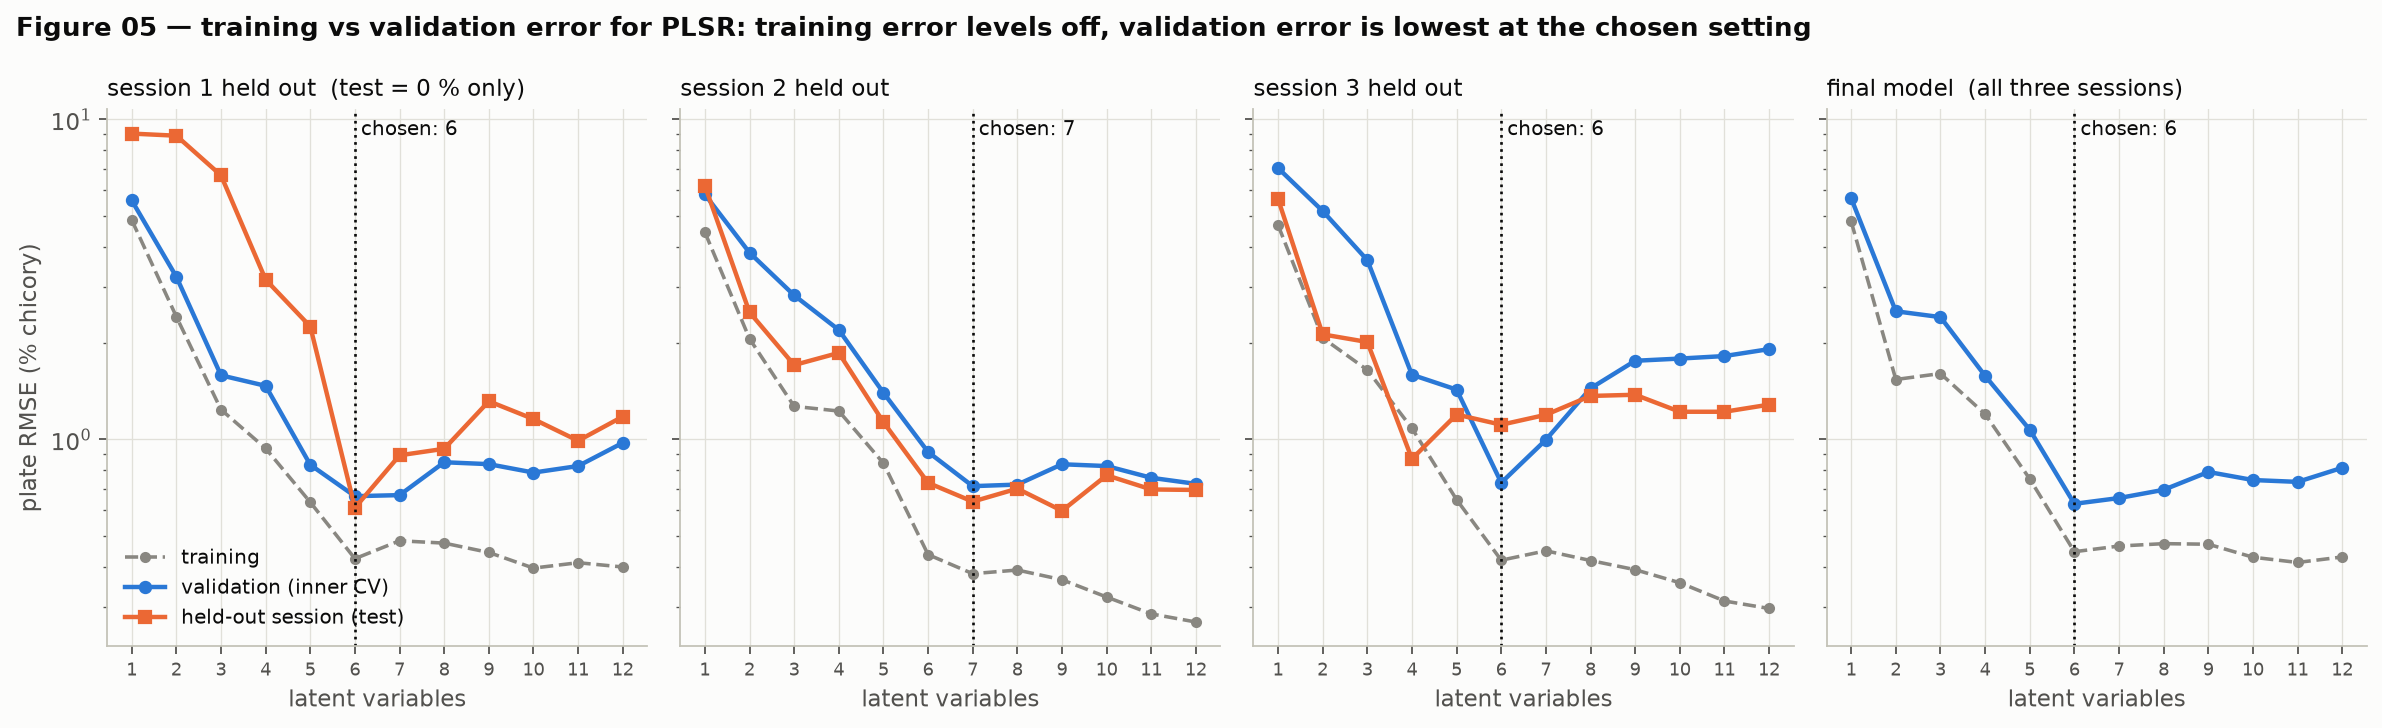 Figure 05 — training vs validation error for PLSR: training error levels off, validation error is lowest at the chosen setting
session 1 held out (test = 0 % only)
session 2 held out
session 3 held out
final model (all three sessions)
plate RMSE (% chicory)
10¹
10⁰
chosen: 6
chosen: 7
chosen: 6
chosen: 6
training
validation (inner CV)
held-out session (test)
1 2 3 4 5 6 7 8 9 10 11 12
1 2 3 4 5 6 7 8 9 10 11 12
1 2 3 4 5 6 7 8 9 10 11 12
1 2 3 4 5 6 7 8 9 10 11 12
latent variables
latent variables
latent variables
latent variables